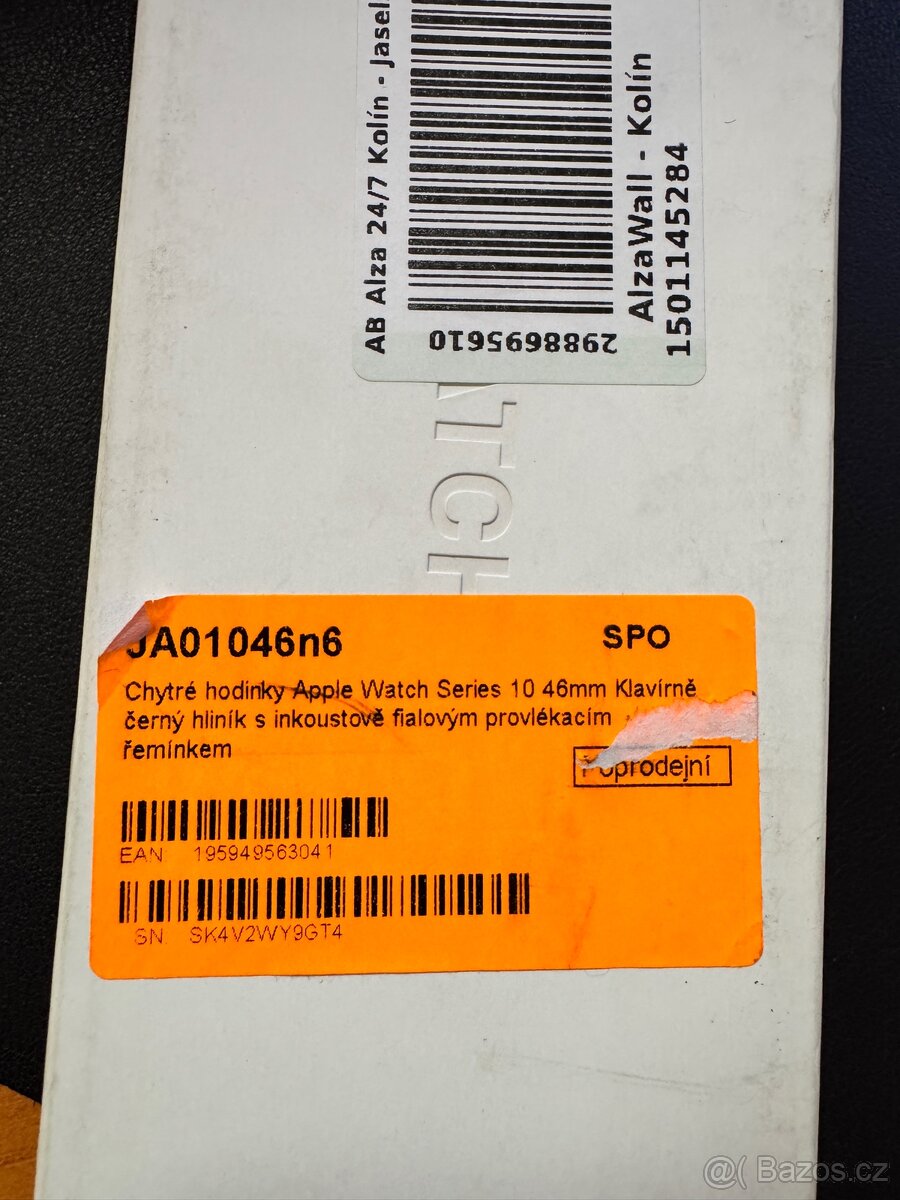 AB Alza 24/7 Kolín - Jasel
2988695610
AlzaWall - Kolín
1501145284
ATCH
JA01046n6
SPO
Chytré hodinky Apple Watch Series 10 46mm Klavírně
černý hliník s inkoustově fialovým provlékacím
řemínkem
Poprodejní
EAN 195949563041
SN SK4V2WY9GT4
@( Bazos.cz